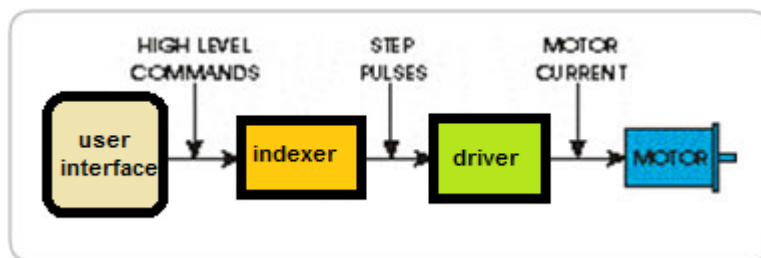 HIGH LEVEL
COMMANDS
STEP
PULSES
MOTOR
CURRENT
user
interface
indexer
driver
MOTOR